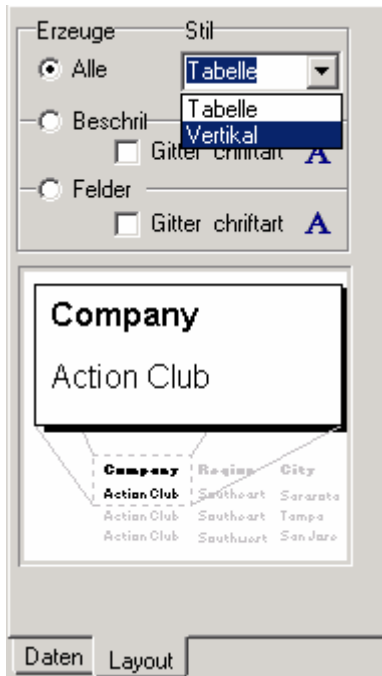 Erzeuge Stil
Alle Tabelle
Tabelle
Beschril
Vertikal
Gitter chriftart A
Felder
Gitter chriftart A
Company
Action Club
Company Region City
Action Club Southeast Sarasota
Action Club Southeast Tampa
Action Club Southwest San Jose
Daten Layout